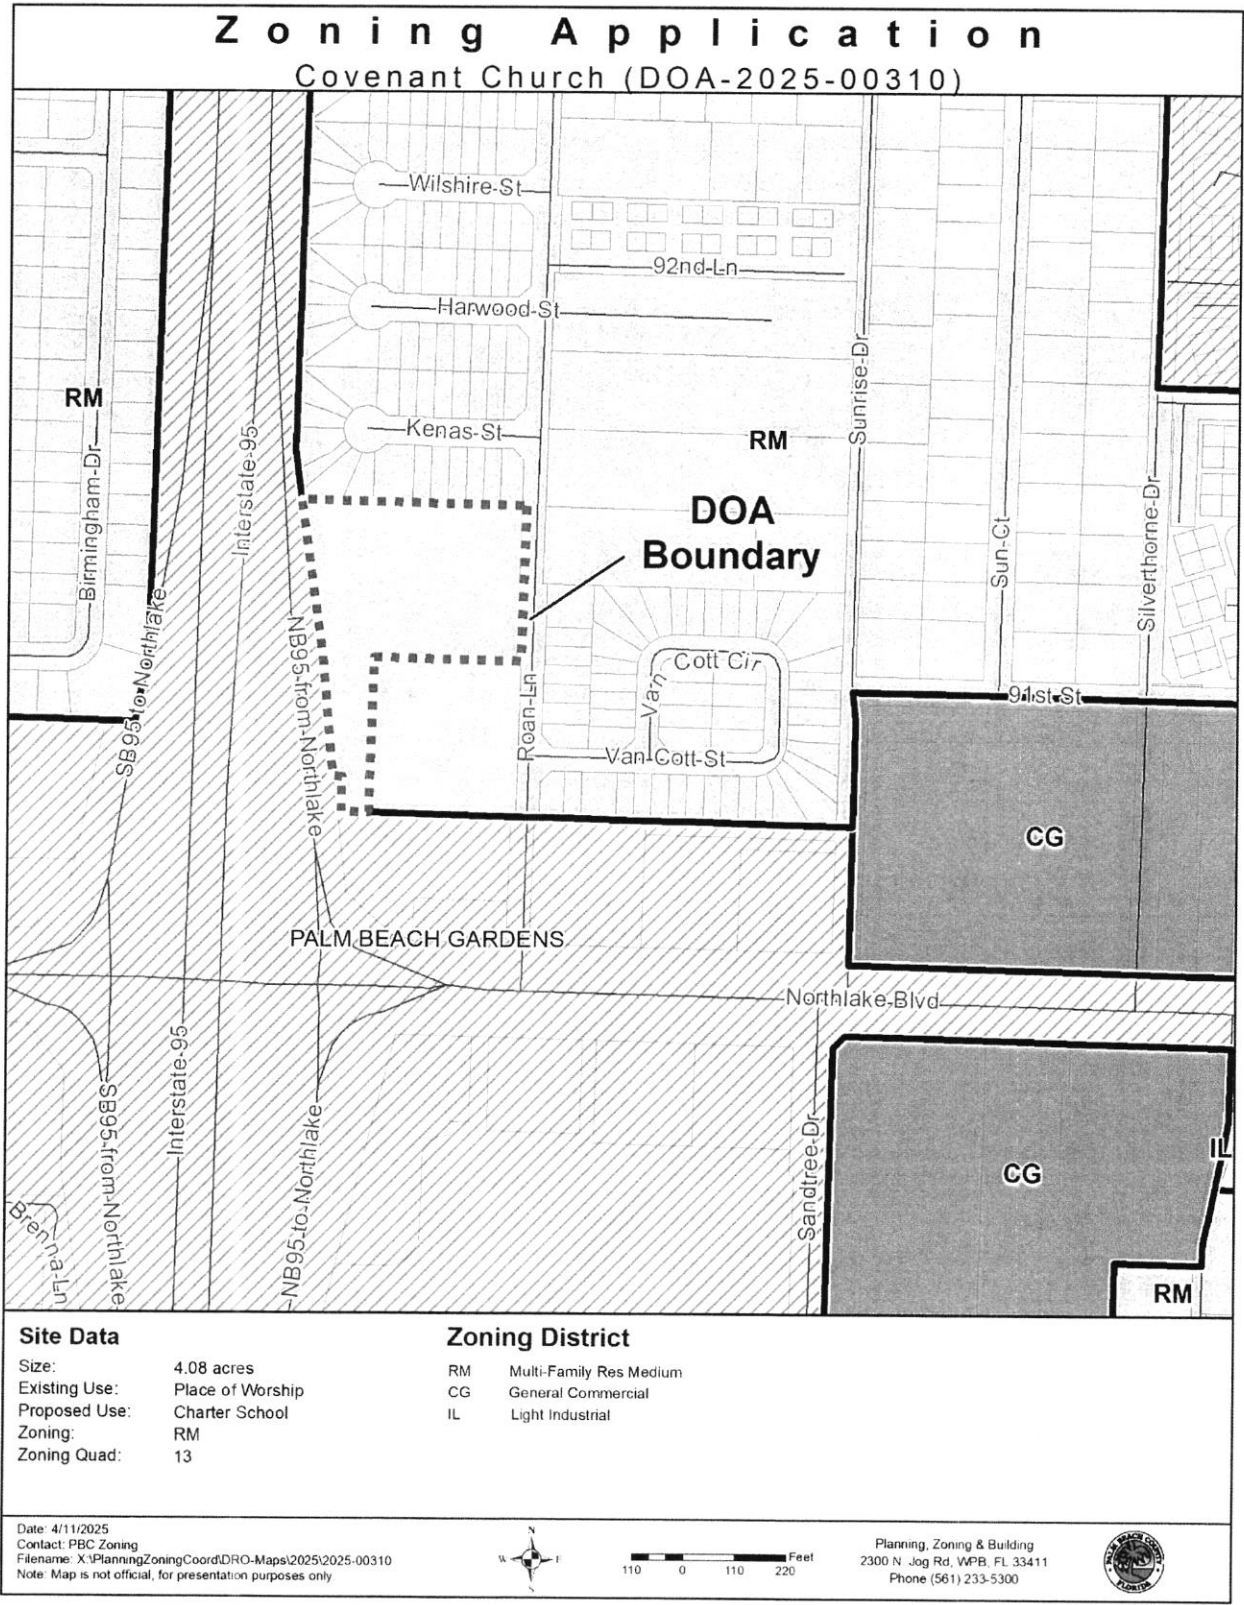 Zoning Application
Covenant Church (DOA-2025-00310)
Wilshire-St
92nd-Ln
Harwood-St
Sunrise-Dr
RM
Kenas-St
RM
Birmingham-Dr
Interstate-95
DOA
Boundary
Sun-Ct
Silverthorne-Dr
SB95-to-Northlake
NB95-from-Northlake
Roan-Ln
Van Cott Cir
91st St
Van-Cott-St
CG
PALM BEACH GARDENS
Northlake-Blvd
Interstate-95
SB95-from-Northlake
NB95-to-Northlake
Sandtree-Dr
Brenna-Ln
CG
IL
RM
Site Data
Size: 4.08 acres
Existing Use: Place of Worship
Proposed Use: Charter School
Zoning: RM
Zoning Quad: 13
Zoning District
RM Multi-Family Res Medium
CG General Commercial
IL Light Industrial
Date: 4/11/2025
Contact: PBC Zoning
Filename: X:\PlanningZoningCoord\DRO-Maps\2025\2025-00310
Note: Map is not official, for presentation purposes only
N
W E
S
Feet
110 0 110 220
Planning, Zoning & Building
2300 N Jog Rd, WPB, FL 33411
Phone (561) 233-5300
PALM BEACH COUNTY
FLORIDA